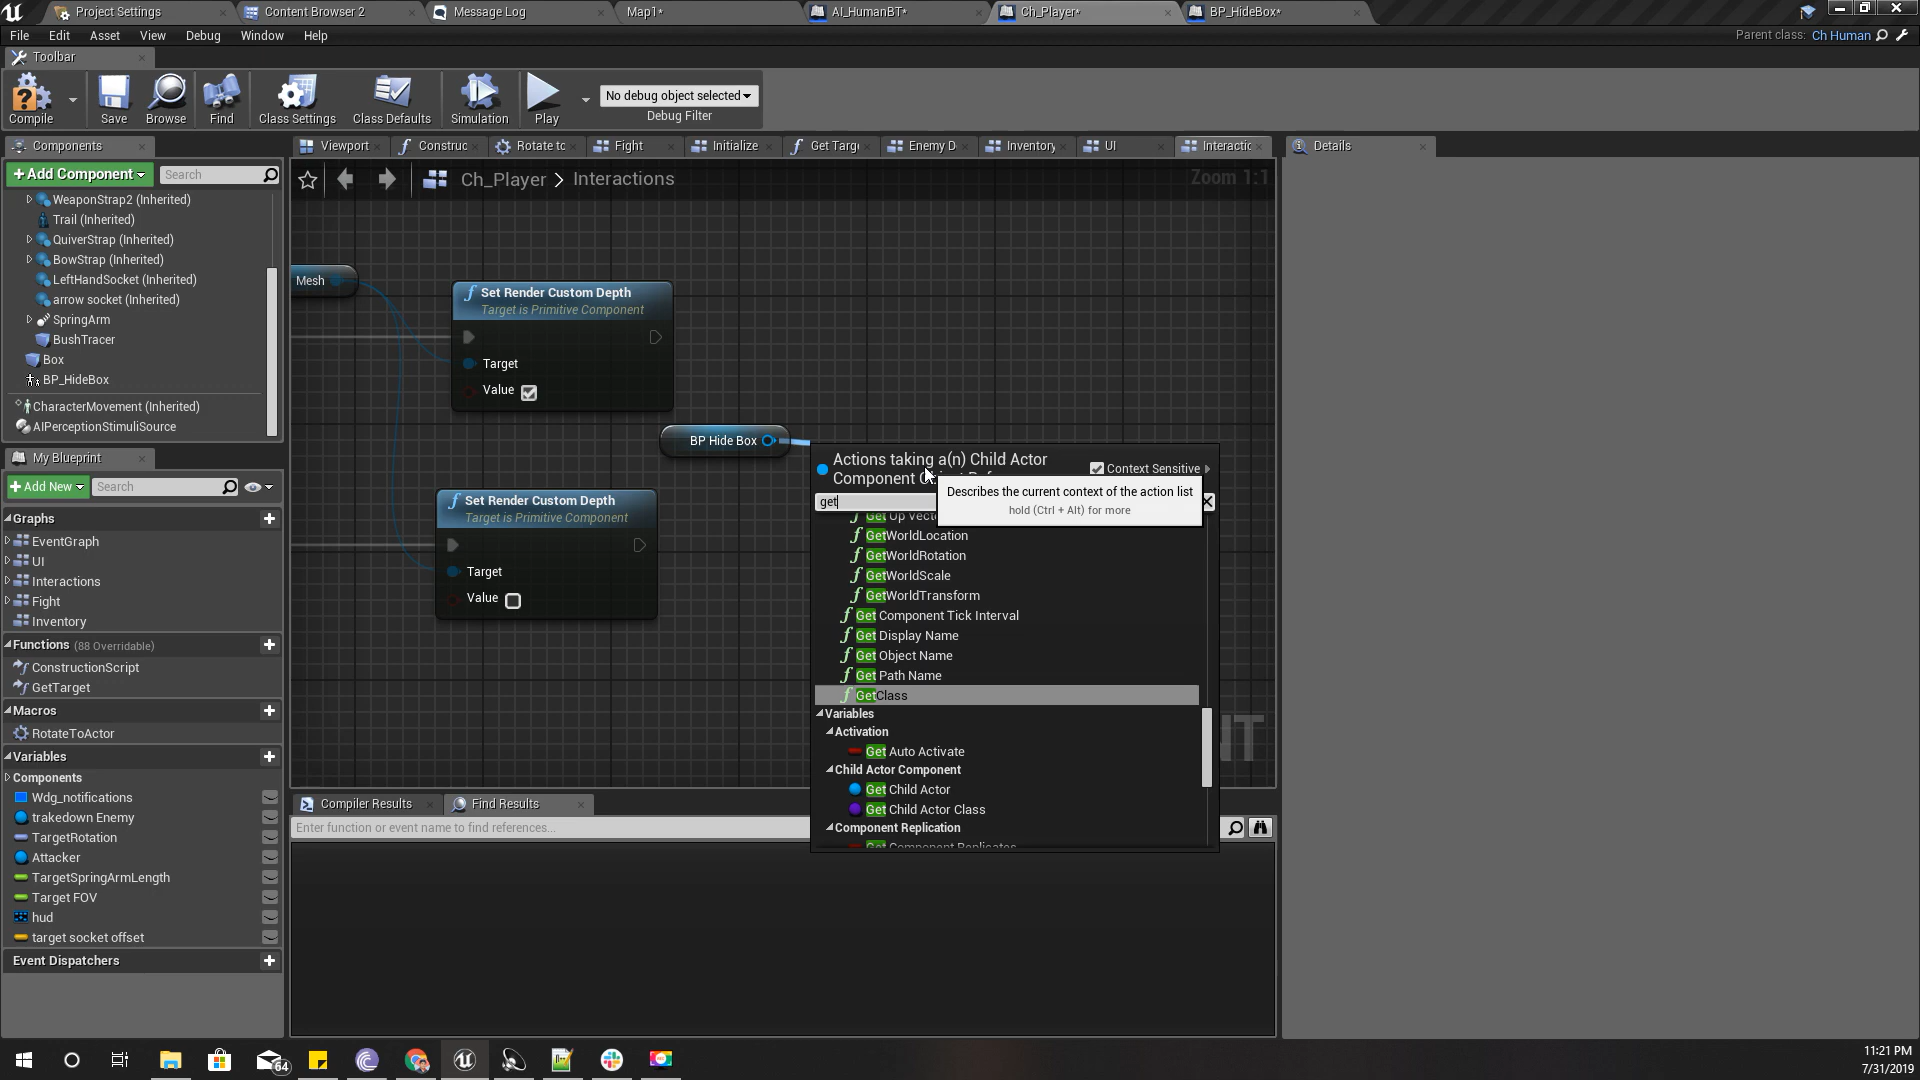 Project Settings
Content Browser 2
Message Log
Map1*
AI_HumanBT*
Ch_Player*
BP_HideBox*
File Edit Asset View Debug Window Help
Parent class: Ch Human
Toolbar
Compile
Save
Browse
Find
Class Settings
Class Defaults
Simulation
Play
No debug object selected
Debug Filter
Components
+Add Component
Search
WeaponStrap2 (Inherited)
Trail (Inherited)
QuiverStrap (Inherited)
BowStrap (Inherited)
LeftHandSocket (Inherited)
arrow socket (Inherited)
SpringArm
BushTracer
Box
BP_HideBox
CharacterMovement (Inherited)
AIPerceptionStimuliSource
My Blueprint
+Add New
Search
Graphs
EventGraph
UI
Interactions
Fight
Inventory
Functions (88 Overridable)
ConstructionScript
GetTarget
Macros
RotateToActor
Variables
Components
Wdg_notifications
trakedown Enemy
TargetRotation
Attacker
TargetSpringArmLength
Target FOV
hud
target socket offset
Event Dispatchers
Viewport
Construc
Rotate to
Fight
Initialize
Get Targ
Enemy D
Inventory
UI
Interactio
Ch_Player > Interactions
Zoom 1:1
Mesh
Set Render Custom Depth
Target is Primitive Component
Target
Value
BP Hide Box
Set Render Custom Depth
Target is Primitive Component
Target
Value
Actions taking a(n) Child Actor
Context Sensitive
Describes the current context of the action list
hold (Ctrl + Alt) for more
get
GetWorldLocation
GetWorldRotation
GetWorldScale
GetWorldTransform
Get Component Tick Interval
Get Display Name
Get Object Name
Get Path Name
GetClass
Variables
Activation
Get Auto Activate
Child Actor Component
Get Child Actor
Get Child Actor Class
Component Replication
Get Component Replicates
Compiler Results
Find Results
Enter function or event name to find references...
Details
64
11:21 PM
7/31/2019